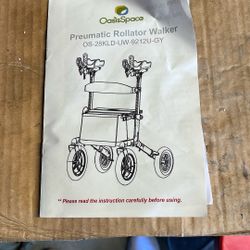 OasisSpace
Pneumatic Rollator Walker
OS-28KLD-UW-9212U-GY
** Please read the instruction carefully before using.